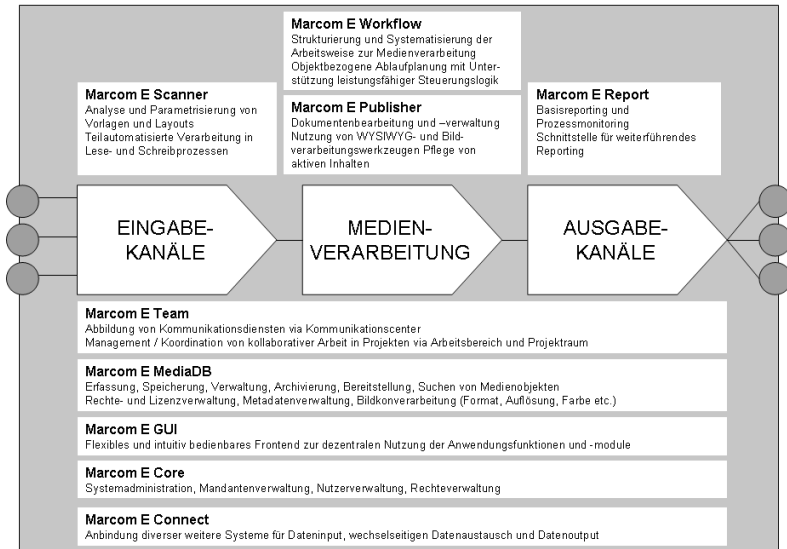 Marcom E Workflow
Strukturierung und Systematisierung der
Arbeitsweise zur Medienverarbeitung
Objektbezogene Ablaufplanung mit Unter-
stützung leistungsfähiger Steuerungslogik
Marcom E Scanner
Analyse und Parametrisierung von
Vorlagen und Layouts
Teilautomatisierte Verarbeitung in
Lese- und Schreibprozessen
Marcom E Publisher
Dokumentenbearbeitung und –verwaltung
Nutzung von WYSIWYG- und Bild-
verarbeitungswerkzeugen Pflege von
aktiven Inhalten
Marcom E Report
Basisreporting und
Prozessmonitoring
Schnittstelle für weiterführendes
Reporting
EINGABE-
KANÄLE
MEDIEN-
VERARBEITUNG
AUSGABE-
KANÄLE
Marcom E Team
Abbildung von Kommunikationsdiensten via Kommunikationscenter
Management / Koordination von kollaborativer Arbeit in Projekten via Arbeitsbereich und Projektraum
Marcom E MediaDB
Erfassung, Speicherung, Verwaltung, Archivierung, Bereitstellung, Suchen von Medienobjekten
Rechte- und Lizenzverwaltung, Metadatenverwaltung, Bildkonverarbeitung (Format, Auflösung, Farbe etc.)
Marcom E GUI
Flexibles und intuitiv bedienbares Frontend zur dezentralen Nutzung der Anwendungsfunktionen und -module
Marcom E Core
Systemadministration, Mandantenverwaltung, Nutzerverwaltung, Rechteverwaltung
Marcom E Connect
Anbindung diverser weitere Systeme für Dateninput, wechselseitigen Datenaustausch und Datenoutput